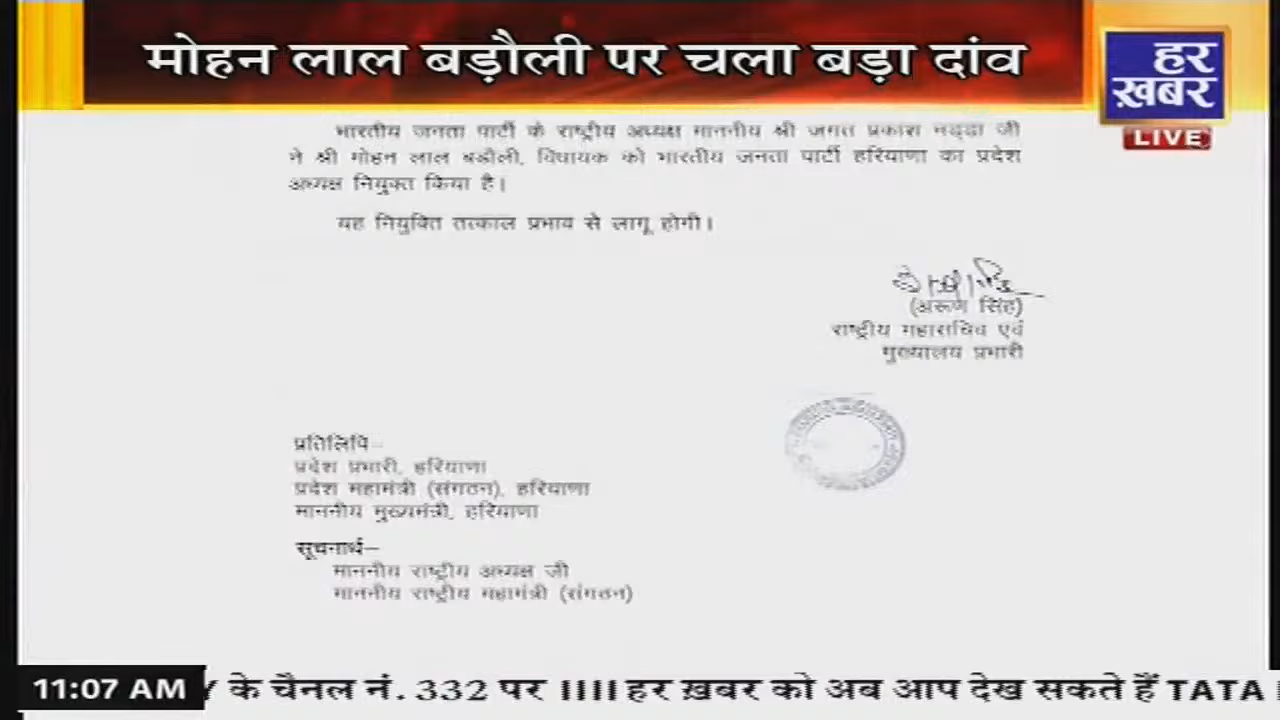 मोहन लाल बड़ौली पर चला बड़ा दांव
हर
ख़बर
LIVE
भारतीय जनता पार्टी के राष्ट्रीय अध्यक्ष माननीय श्री जगत प्रकाश नड्डा जी
ने श्री मोहन लाल बड़ौली, विधायक को भारतीय जनता पार्टी हरियाणा का प्रदेश
अध्यक्ष नियुक्त किया है।
यह नियुक्ति तत्काल प्रभाव से लागू होगी।
(अरूण सिंह)
राष्ट्रीय महासचिव एवं
मुख्यालय प्रभारी
प्रतिलिपि–
प्रदेश प्रभारी, हरियाणा
प्रदेश महामंत्री (संगठन), हरियाणा
माननीय मुख्यमंत्री, हरियाणा
सूचनार्थ–
माननीय राष्ट्रीय अध्यक्ष जी
माननीय राष्ट्रीय महामंत्री (संगठन)
11:07 AM
Y के चैनल नं. 332 पर IIII हर ख़बर को अब आप देख सकते हैं TATA